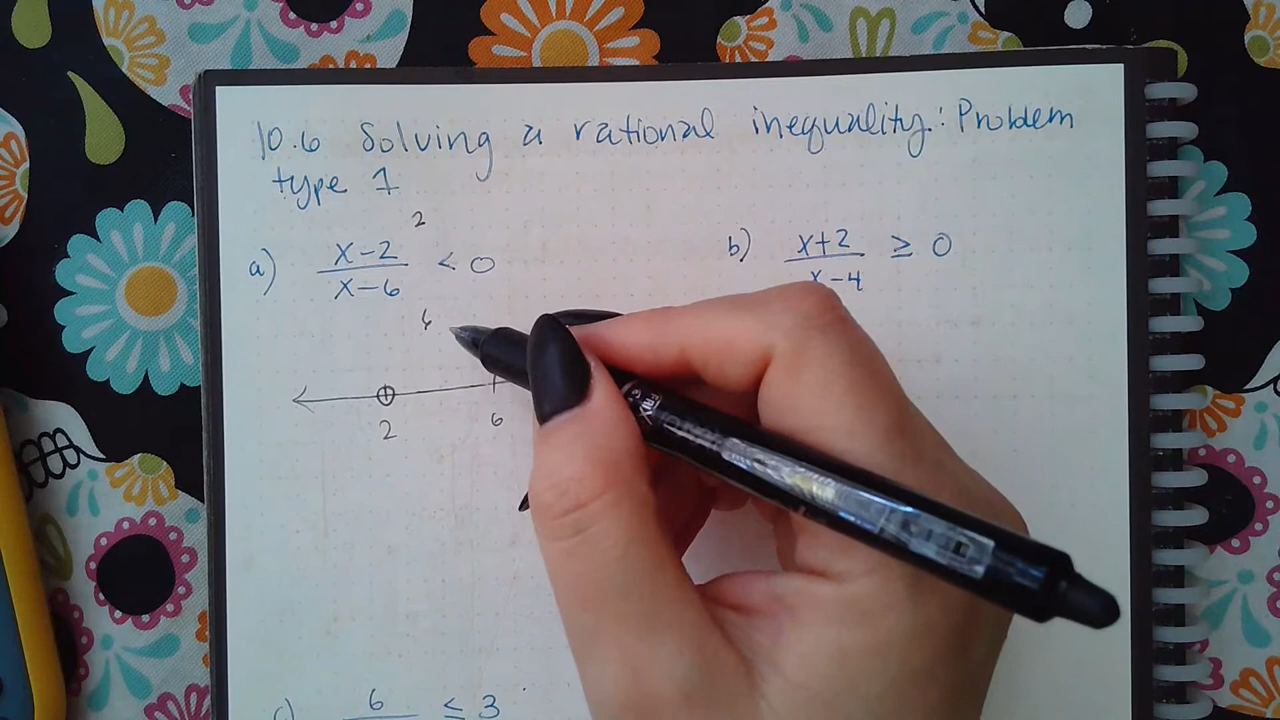 10.6 Solving a rational inequality: Problem
type 1
2
a) x-2 / x-6 < 0
b) x+2 / x-4 ≥ 0
6
2 6
c) 6 ≤ 3